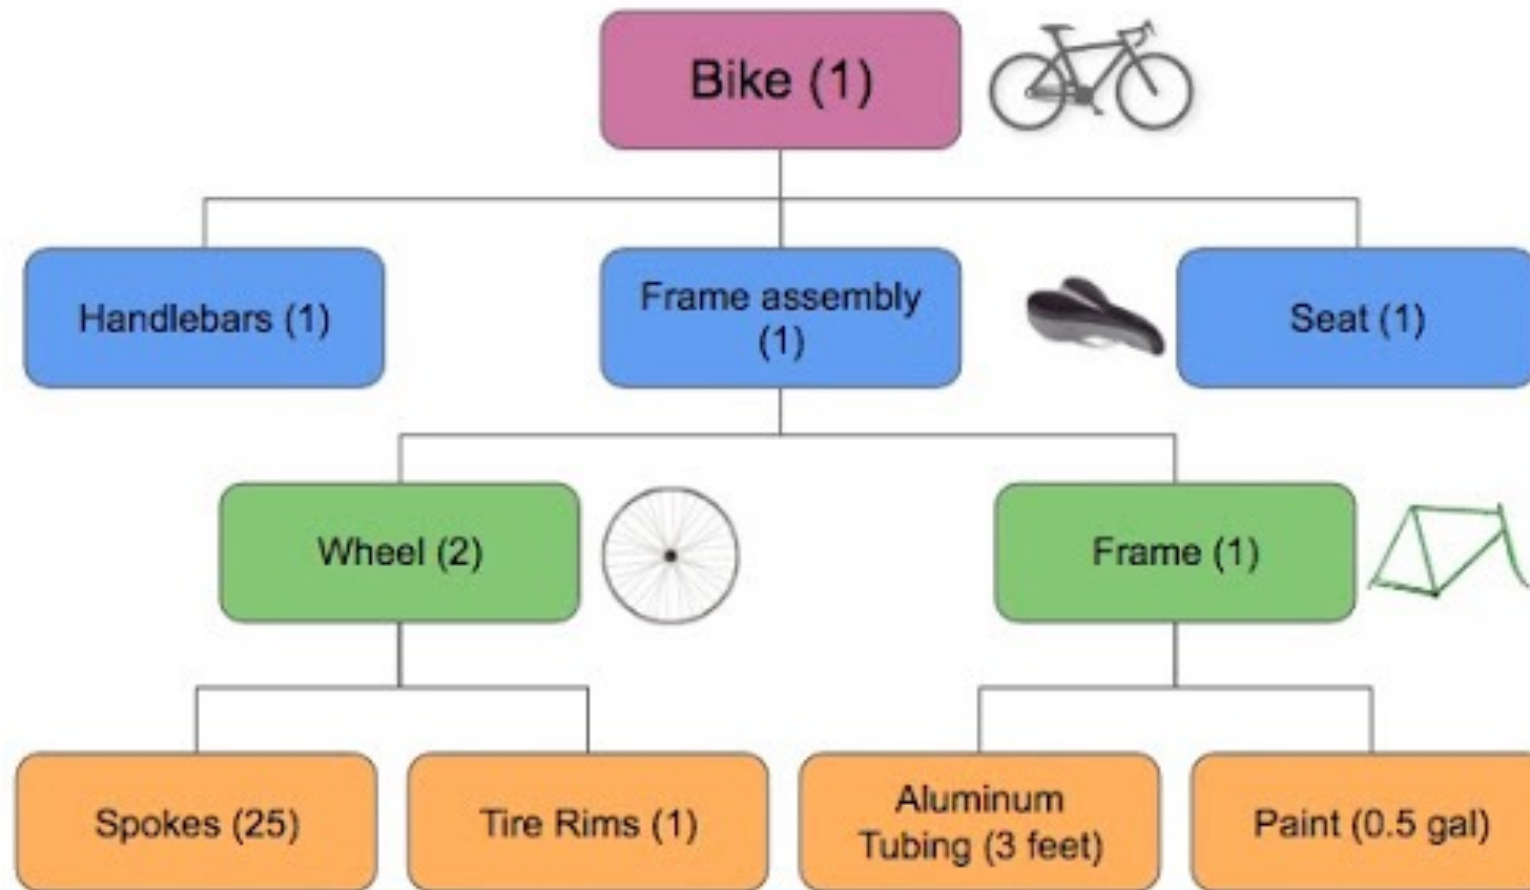 Bike (1)
Handlebars (1)
Frame assembly
(1)
Seat (1)
Wheel (2)
Frame (1)
Spokes (25)
Tire Rims (1)
Aluminum
Tubing (3 feet)
Paint (0.5 gal)